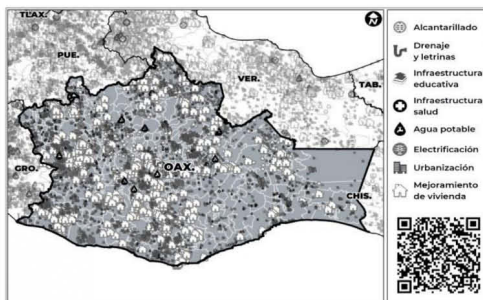 TLAX.
PUE.
VER.
TAB.
GRO.
OAX.
CHIS.
Alcantarillado
Drenaje
y letrinas
Infraestructura
educativa
Infraestructura
salud
Agua potable
Electrificación
Urbanización
Mejoramiento
de vivienda